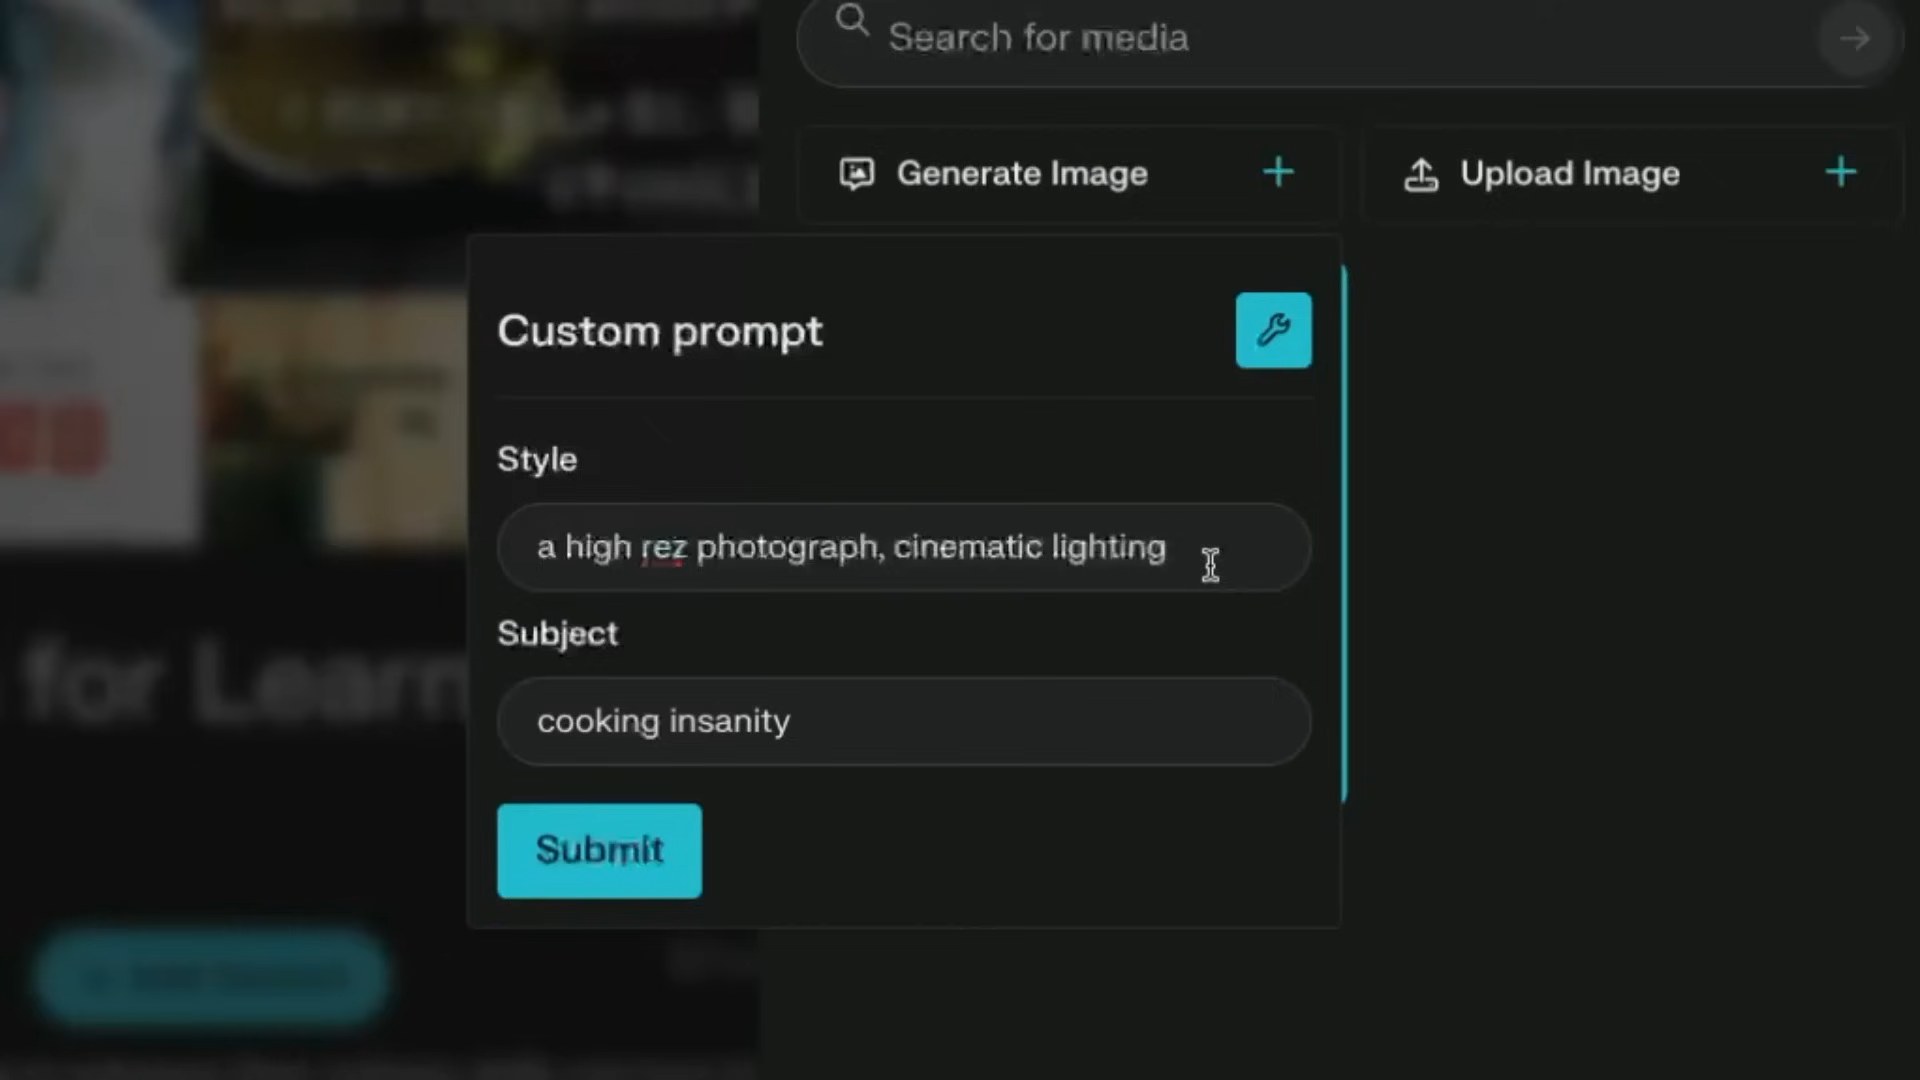 Search for media
Generate Image
Upload Image
Custom prompt
Style
a high rez photograph, cinematic lighting
Subject
cooking insanity
Submit
for Learn